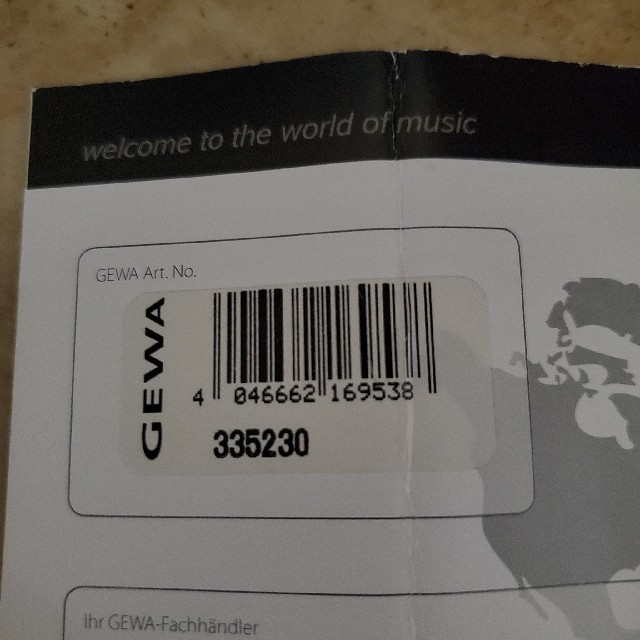 welcome to the world of music
GEWA Art. No.
GEWA
4 046662 169538
335230
Ihr GEWA-Fachhändler